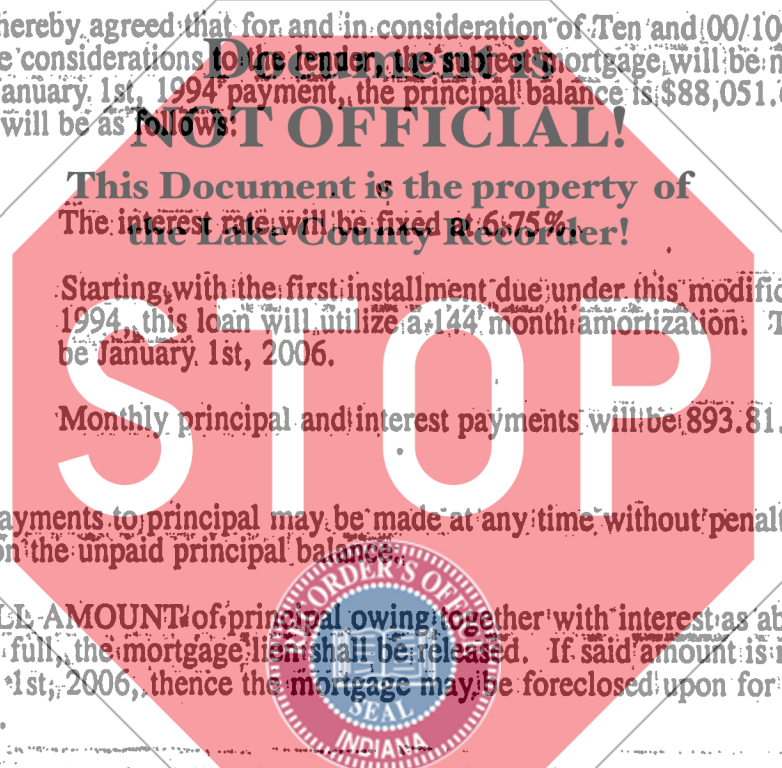 hereby agreed that for and in consideration of Ten and 00/10
e considerations to the lender, the subject mortgage will be
anuary 1st, 1994 payment, the principal balance is $88,051.
will be as follows:
Document is
NOT OFFICIAL!
This Document is the property of
the Lake County Recorder!
The interest rate will be fixed at 6.75%.
Starting with the first installment due under this modific
1994, this loan will utilize a 144 month amortization. T
be January 1st, 2006.
STOP
Monthly principal and interest payments will be 893.81.
ayments to principal may be made at any time without penal
n the unpaid principal balance.
LL AMOUNT of principal owing together with interest as ab
full, the mortgage lien shall be released. If said amount is
1st, 2006, thence the mortgage may be foreclosed upon for
RECORDER'S OFFICE
SEAL
INDIANA